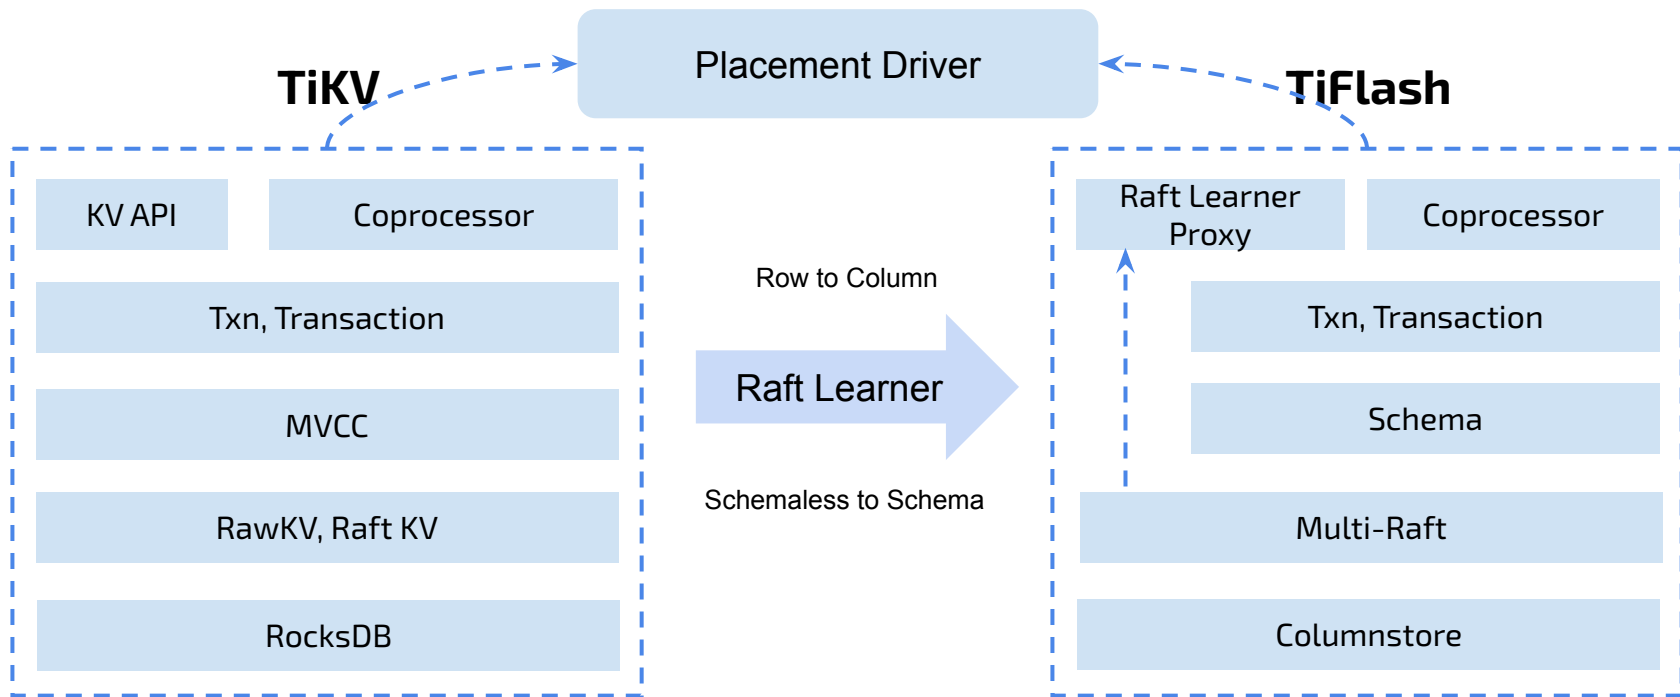 Placement Driver
TiKV
TiFlash
KV API
Coprocessor
Txn, Transaction
MVCC
RawKV, Raft KV
RocksDB
Row to Column
Raft Learner
Schemaless to Schema
Raft Learner
Proxy
Coprocessor
Txn, Transaction
Schema
Multi-Raft
Columnstore